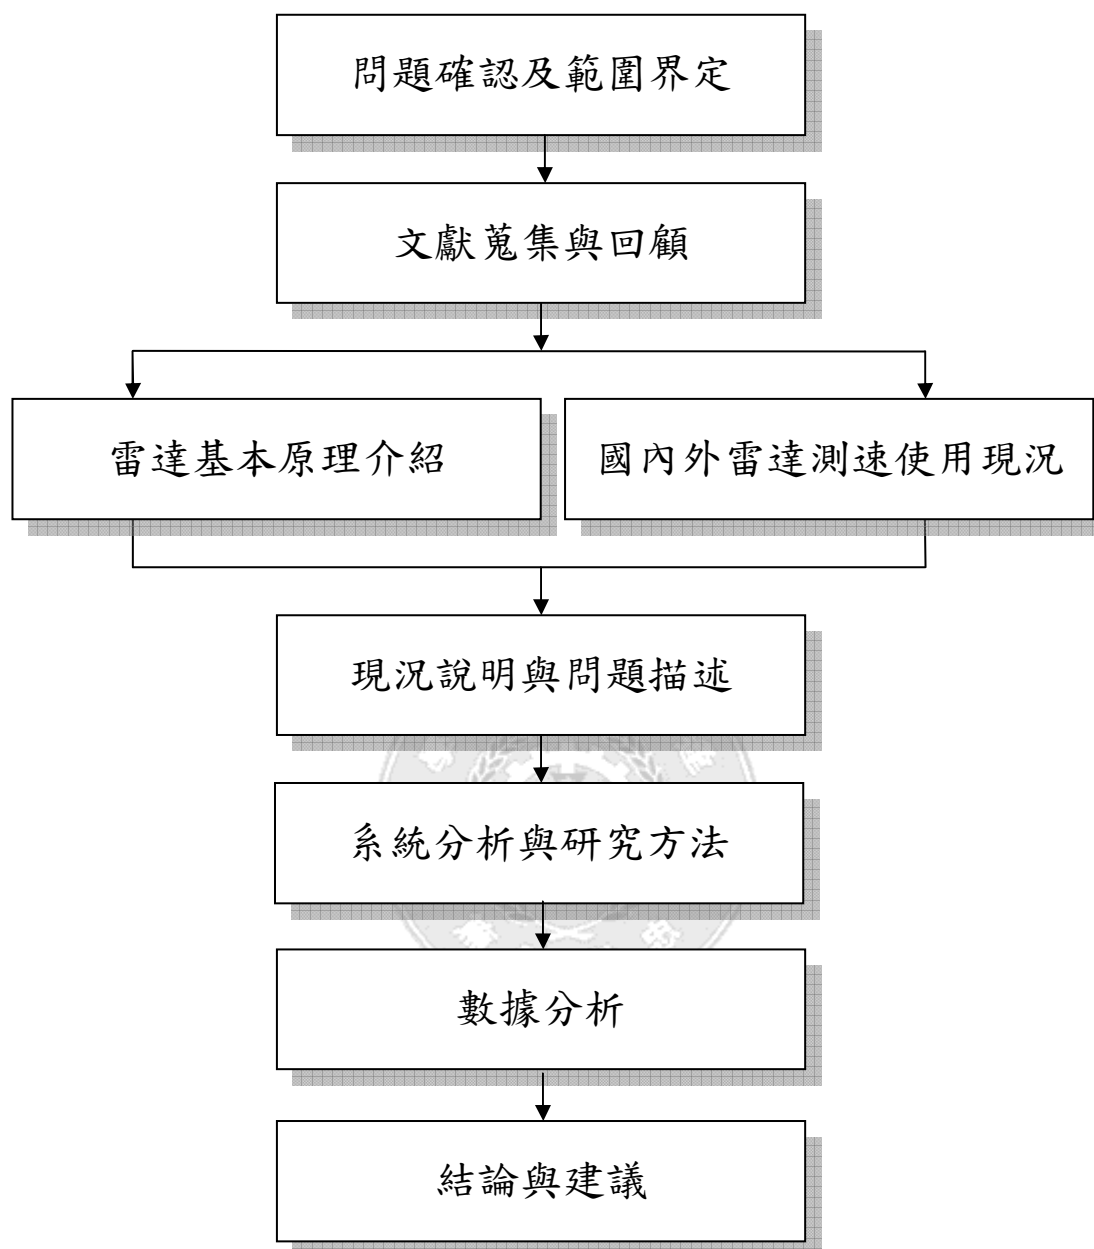 問題確認及範圍界定
文獻蒐集與回顧
雷達基本原理介紹
國內外雷達測速使用現況
現況說明與問題描述
系統分析與研究方法
數據分析
結論與建議